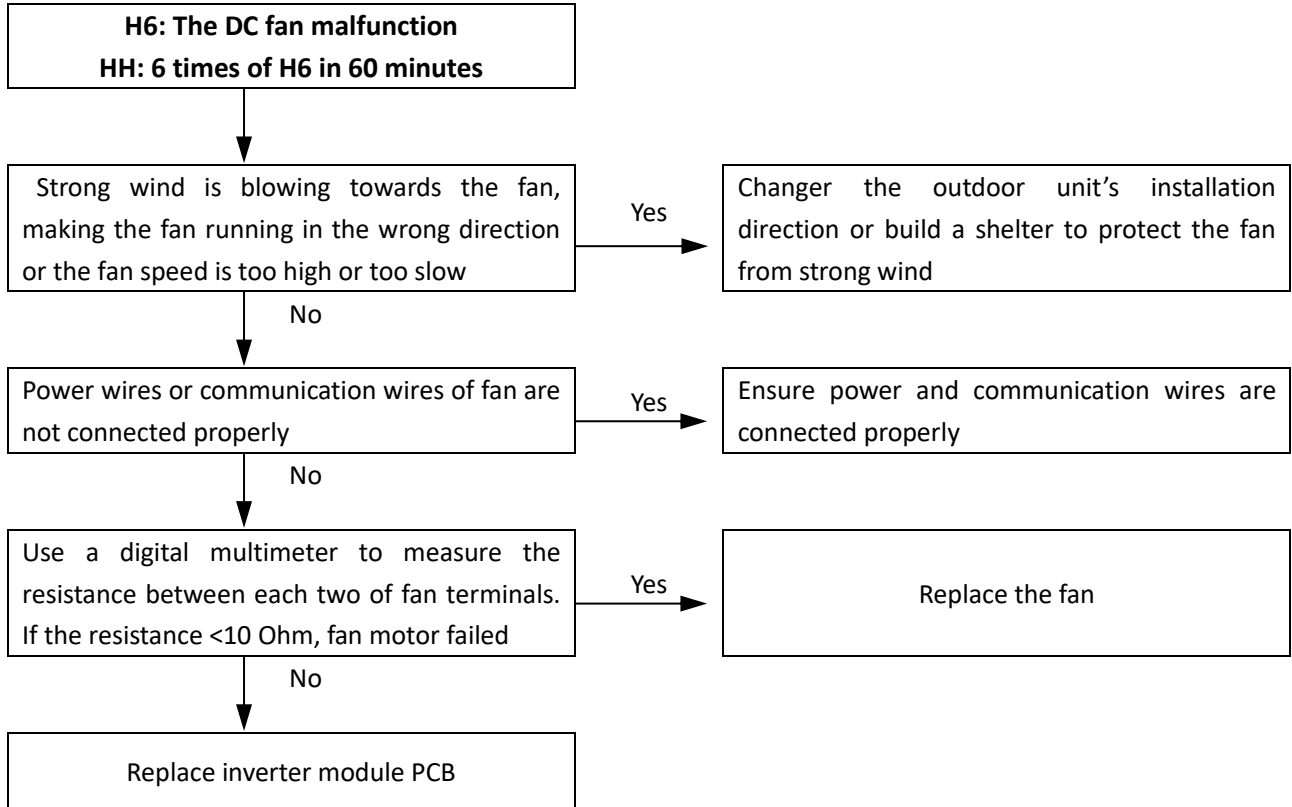 H6: The DC fan malfunction
HH: 6 times of H6 in 60 minutes
Strong wind is blowing towards the fan,
making the fan running in the wrong direction
or the fan speed is too high or too slow
Yes
Changer the outdoor unit's installation
direction or build a shelter to protect the fan
from strong wind
No
Power wires or communication wires of fan are
not connected properly
Yes
Ensure power and communication wires are
connected properly
No
Use a digital multimeter to measure the
resistance between each two of fan terminals.
If the resistance <10 Ohm, fan motor failed
Yes
Replace the fan
No
Replace inverter module PCB